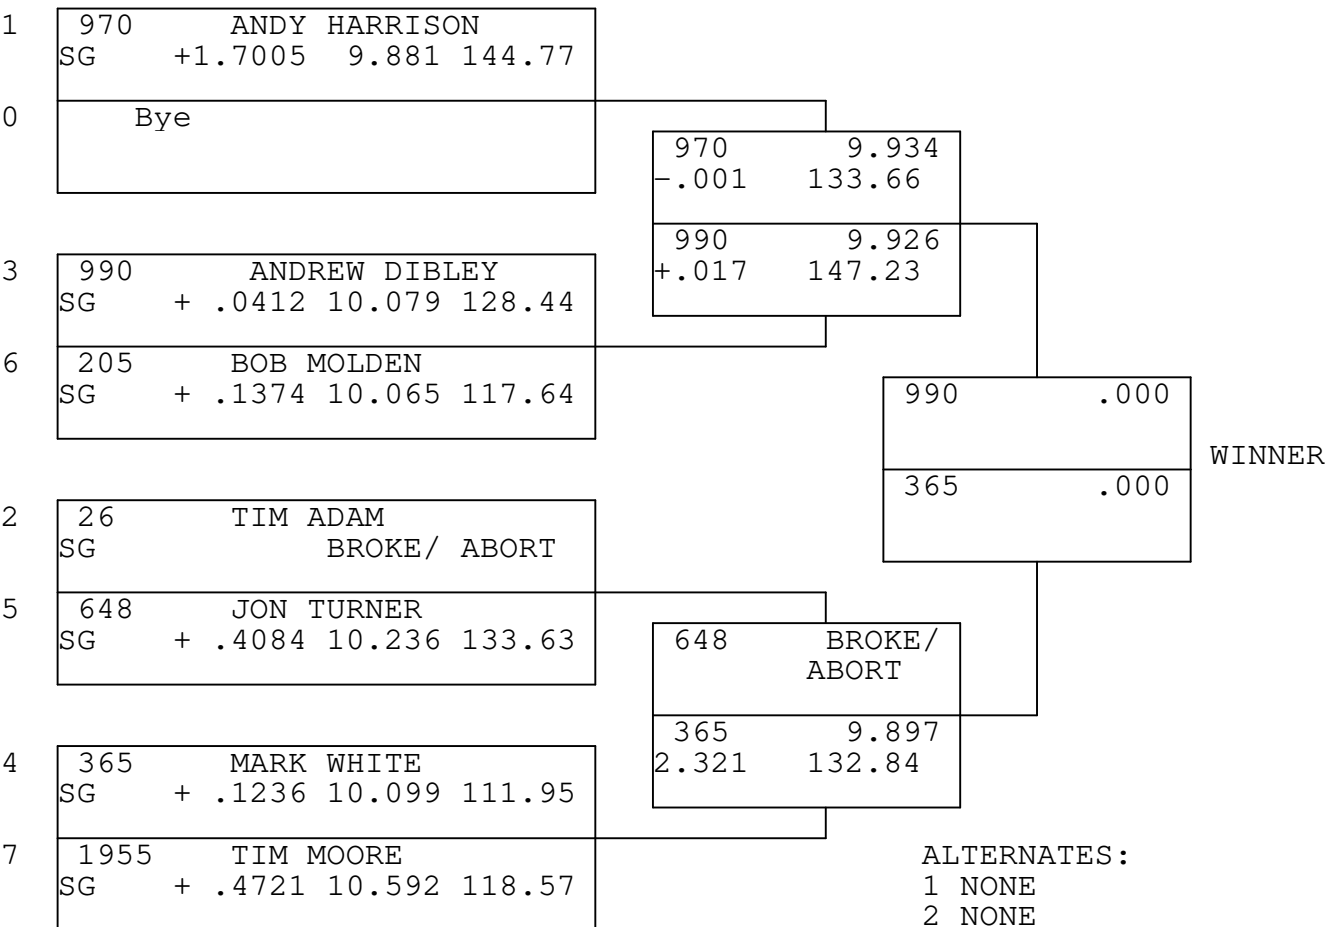 1 970 ANDY HARRISON
SG +1.7005 9.881 144.77
0 Bye
970 9.934
-.001 133.66
990 9.926
+.017 147.23
3 990 ANDREW DIBLEY
SG + .0412 10.079 128.44
6 205 BOB MOLDEN
SG + .1374 10.065 117.64
990 .000
WINNER
365 .000
2 26 TIM ADAM
SG BROKE/ ABORT
5 648 JON TURNER
SG + .4084 10.236 133.63
648 BROKE/
ABORT
365 9.897
2.321 132.84
4 365 MARK WHITE
SG + .1236 10.099 111.95
7 1955 TIM MOORE
SG + .4721 10.592 118.57
ALTERNATES:
1 NONE
2 NONE